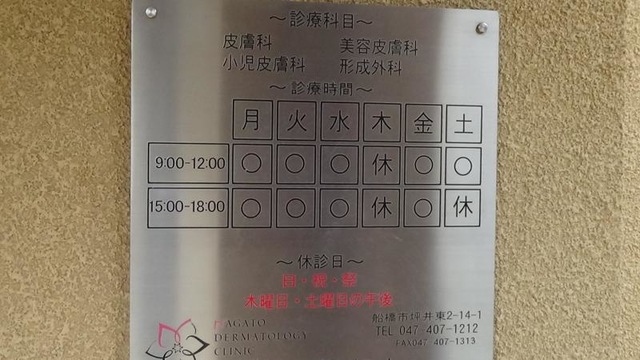 ～診療科目～
皮膚科 美容皮膚科
小児皮膚科 形成外科
～診療時間～
月 火 水 木 金 土
9:00-12:00 ○ ○ ○ 休 ○ ○
15:00-18:00 ○ ○ ○ 休 ○ 休
～休診日～
日・祝・祭
木曜日・土曜日の午後
船橋市坪井東2-14-1
TEL 047-407-1212
FAX047-407-1313
DERMATOLOGY
CLINIC